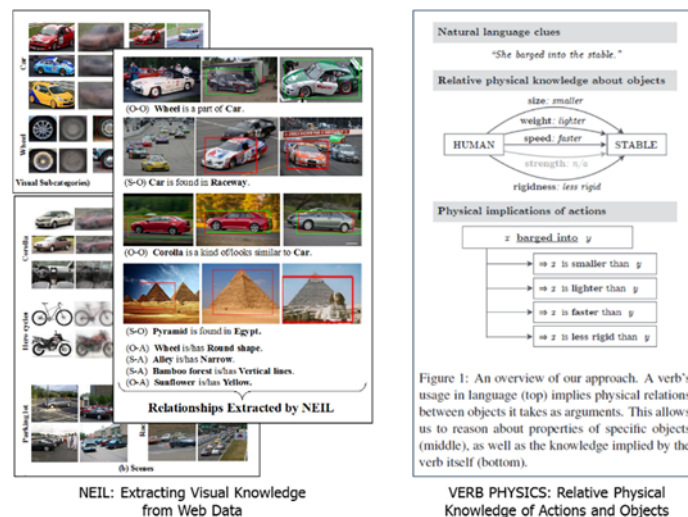 Car
Wheel
Visual Subcategories)
Corolla
Parking lot
(b) Scenes
(O-O) Wheel is a part of Car.
(S-O) Car is found in Raceway.
(O-O) Corolla is a kind of/looks similar to Car.
(S-O) Pyramid is found in Egypt.
(O-A) Wheel is/has Round shape.
(S-A) Alley is/has Narrow.
(S-A) Bamboo forest is/has Vertical lines.
(O-A) Sunflower is/has Yellow.
Relationships Extracted by NEIL
NEIL: Extracting Visual Knowledge
from Web Data
Natural language clues
"She barged into the stable."
Relative physical knowledge about objects
size: smaller
weight: lighter
HUMAN speed: faster STABLE
strength: n/a
rigidness: less rigid
Physical implications of actions
x barged into y
⇒ x is smaller than y
⇒ x is lighter than y
⇒ x is faster than y
⇒ x is less rigid than y
Figure 1: An overview of our approach. A verb's
usage in language (top) implies physical relations
between objects it takes as arguments. This allows
us to reason about properties of specific objects
(middle), as well as the knowledge implied by the
verb itself (bottom).
VERB PHYSICS: Relative Physical
Knowledge of Actions and Objects